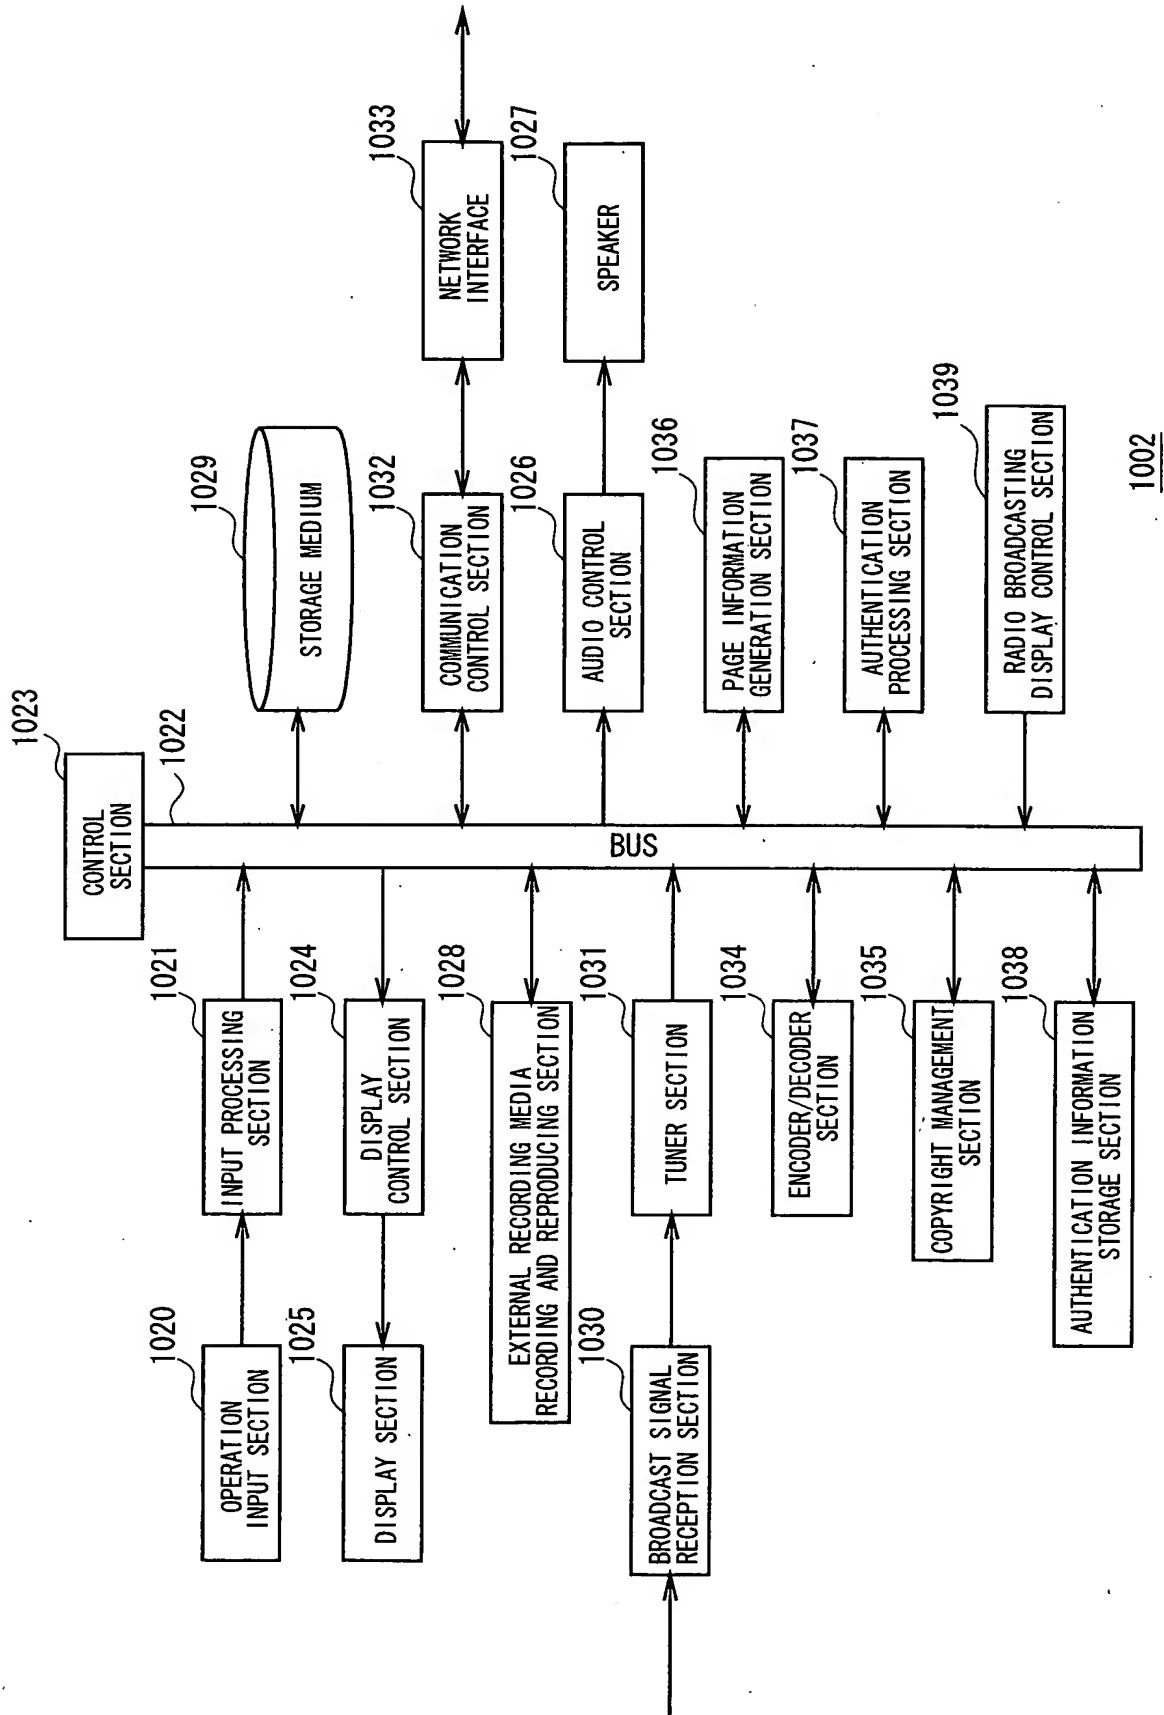 1023
CONTROL
SECTION
1022
BUS
1020
OPERATION
INPUT SECTION
1021
INPUT PROCESSING
SECTION
1025
DISPLAY SECTION
1024
DISPLAY
CONTROL SECTION
1028
EXTERNAL RECORDING MEDIA
RECORDING AND REPRODUCING SECTION
1030
BROADCAST SIGNAL
RECEPTION SECTION
1031
TUNER SECTION
1034
ENCODER/DECODER
SECTION
1035
COPYRIGHT MANAGEMENT
SECTION
1038
AUTHENTICATION INFORMATION
STORAGE SECTION
1029
STORAGE MEDIUM
1032
COMMUNICATION
CONTROL SECTION
1033
NETWORK
INTERFACE
1026
AUDIO CONTROL
SECTION
1027
SPEAKER
1036
PAGE INFORMATION
GENERATION SECTION
1037
AUTHENTICATION
PROCESSING SECTION
1039
RADIO BROADCASTING
DISPLAY CONTROL SECTION
1002